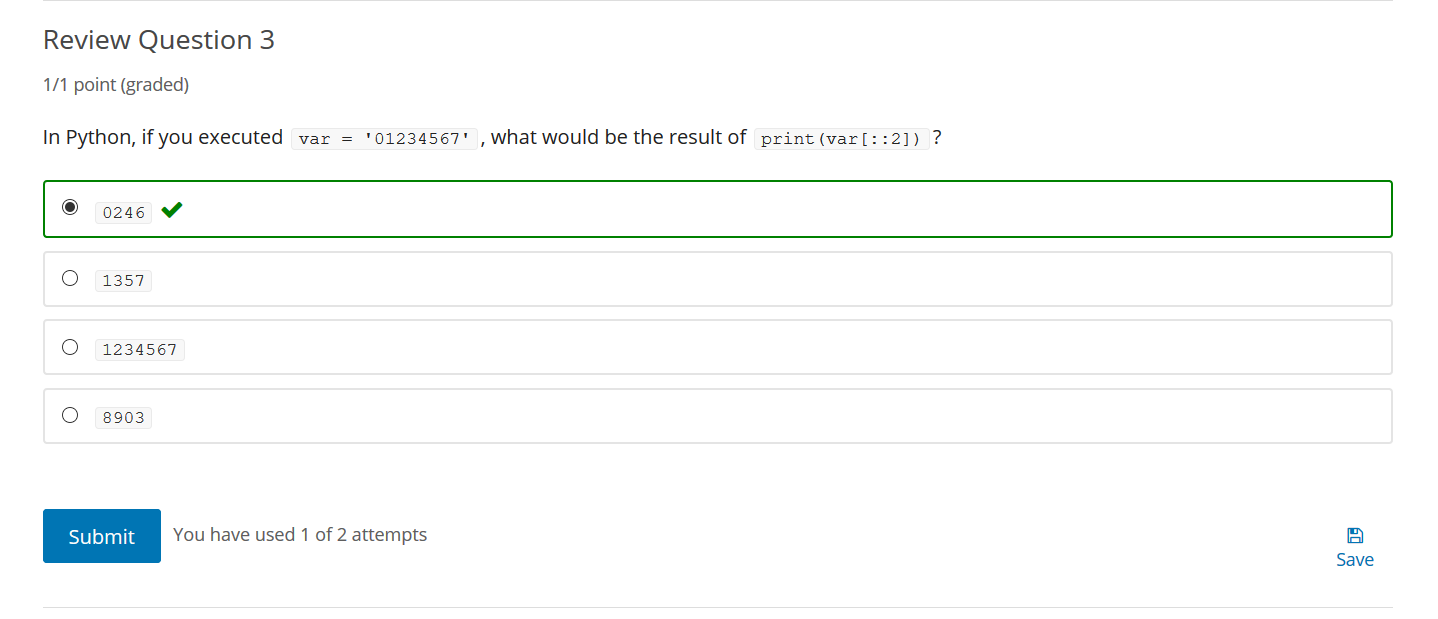 Review Question 3
1/1 point (graded)
In Python, if you executed var = '01234567', what would be the result of print(var[::2])?
0246
1357
1234567
8903
Submit You have used 1 of 2 attempts
Save